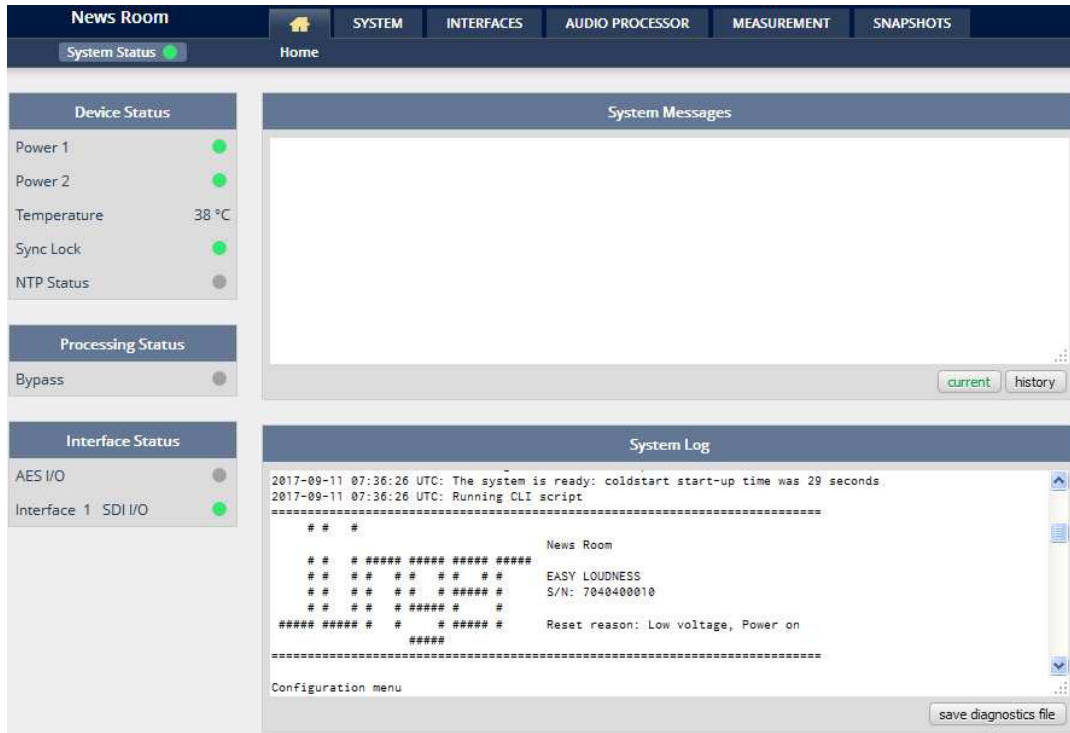 News Room
SYSTEM
INTERFACES
AUDIO PROCESSOR
MEASUREMENT
SNAPSHOTS
System Status
Home
Device Status
Power 1
Power 2
Temperature 38 °C
Sync Lock
NTP Status
Processing Status
Bypass
Interface Status
AES I/O
Interface 1 SDI I/O
System Messages
current
history
System Log
2017-09-11 07:36:26 UTC: The system is ready: coldstart start-up time was 29 seconds
2017-09-11 07:36:26 UTC: Running CLI script
News Room
EASY LOUDNESS
S/N: 7040400010
Reset reason: Low voltage, Power on
Configuration menu
save diagnostics file